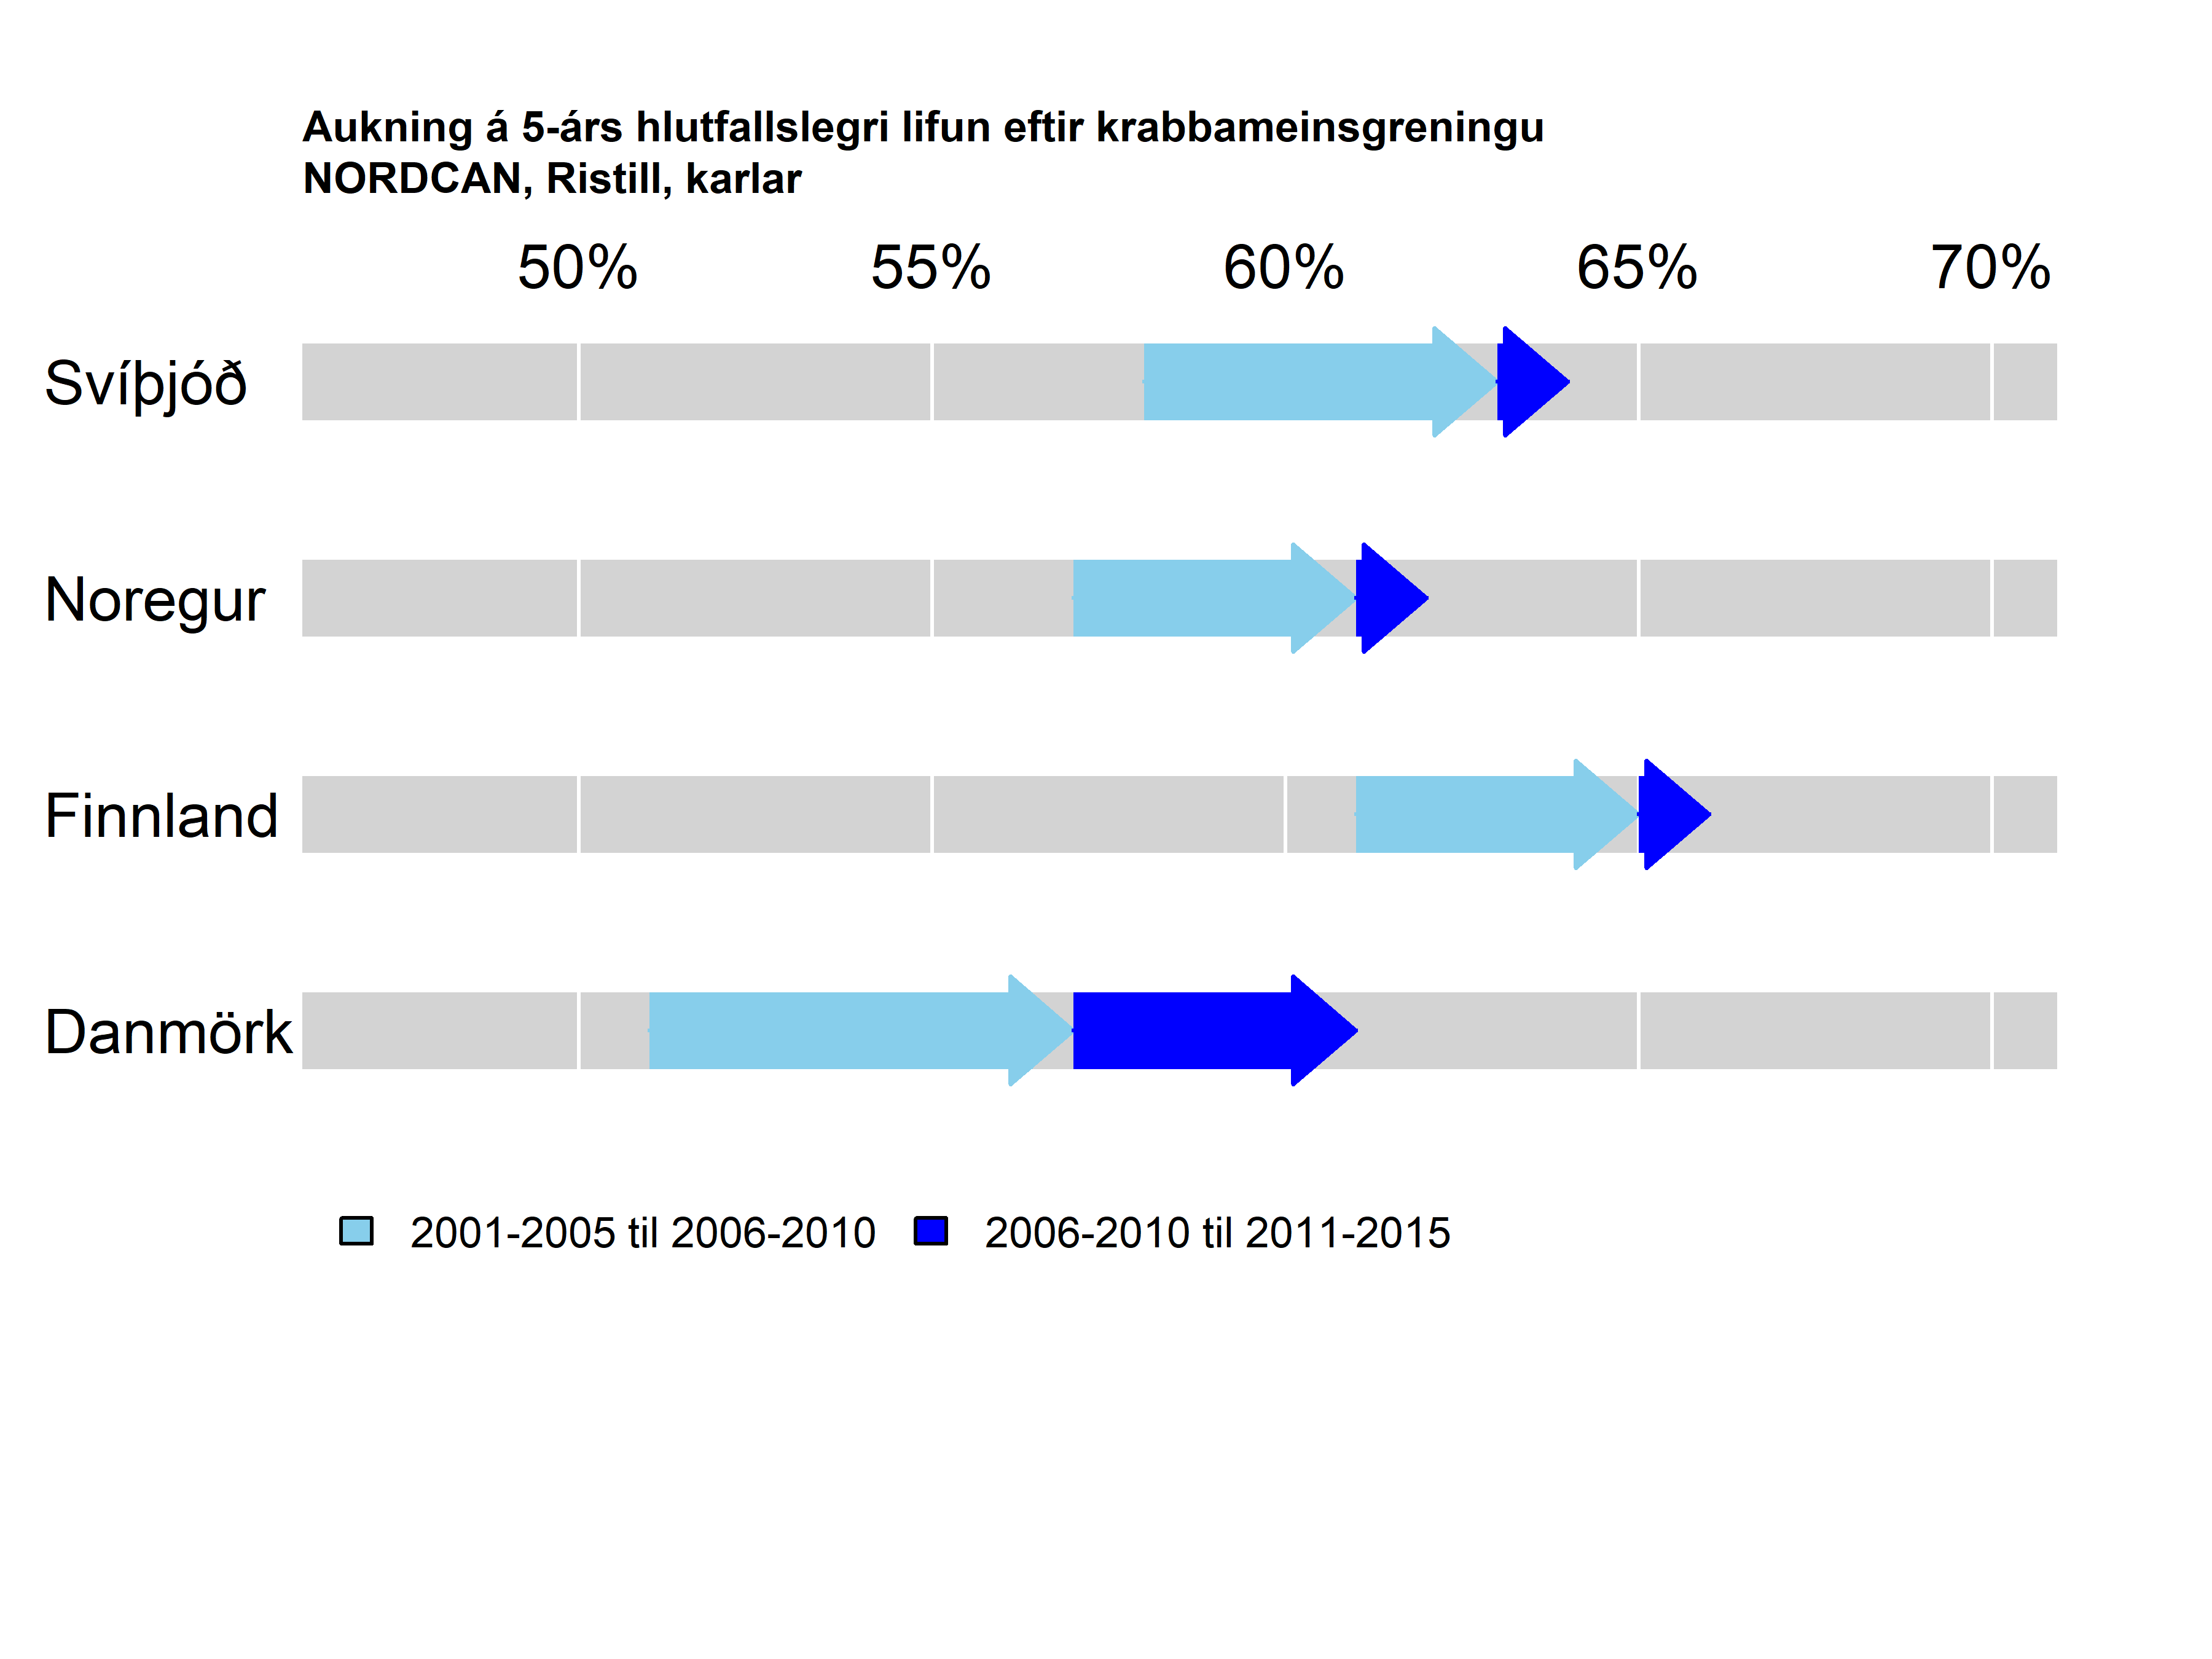 Aukning á 5-árs hlutfallslegri lifun eftir krabbameinsgreningu
NORDCAN, Ristill, karlar
50% 55% 60% 65% 70%
Svíþjóð
Noregur
Finnland
Danmörk
2001-2005 til 2006-2010 2006-2010 til 2011-2015